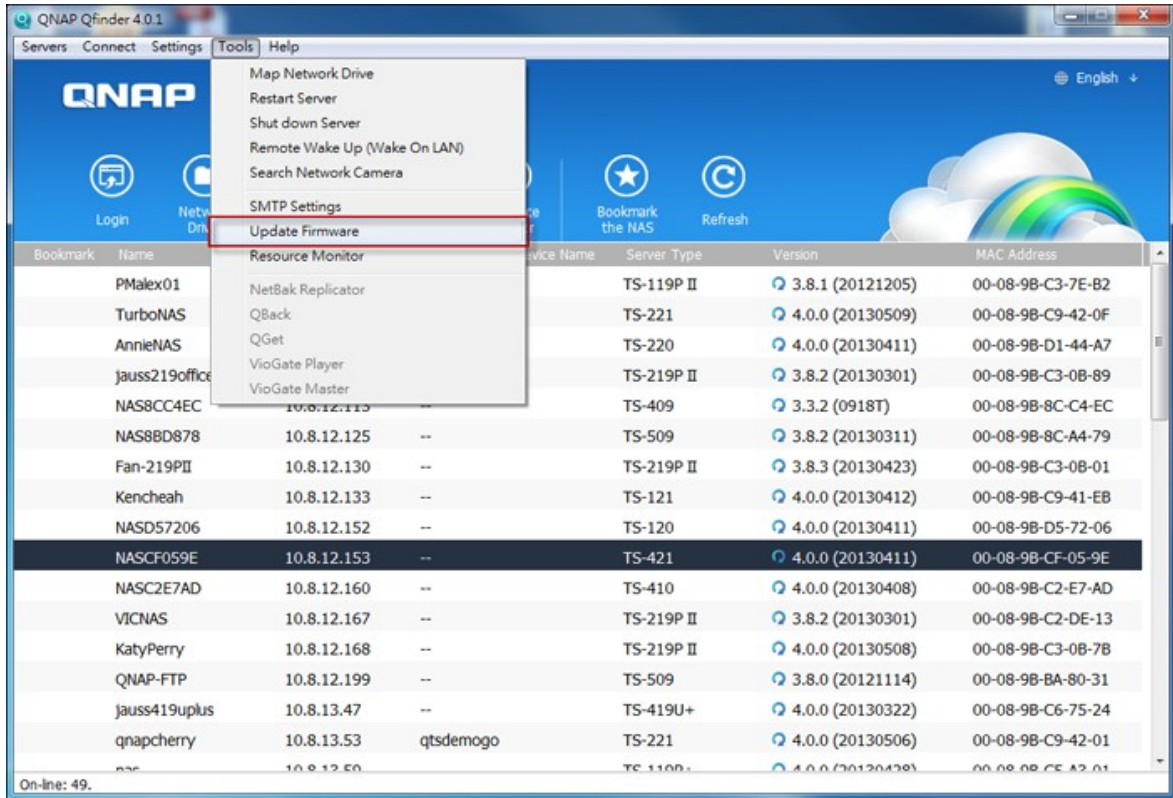 QNAP Qfinder 4.0.1
Servers Connect Settings Tools Help
QNAP
English
Map Network Drive
Restart Server
Shut down Server
Remote Wake Up (Wake On LAN)
Search Network Camera
SMTP Settings
Update Firmware
Resource Monitor
NetBak Replicator
QBack
QGet
VioGate Player
VioGate Master
Login
Bookmark
the NAS
Refresh
Bookmark Name Name Server Type Version MAC Address
PMalex01 TS-119P II 3.8.1 (20121205) 00-08-9B-C3-7E-B2
TurboNAS TS-221 4.0.0 (20130509) 00-08-9B-C9-42-0F
AnnieNAS TS-220 4.0.0 (20130411) 00-08-9B-D1-44-A7
jauss219office TS-219P II 3.8.2 (20130301) 00-08-9B-C3-0B-89
NAS8CC4EC 10.8.12.113 -- TS-409 3.3.2 (0918T) 00-08-9B-8C-C4-EC
NAS8BD878 10.8.12.125 -- TS-509 3.8.2 (20130311) 00-08-9B-8C-A4-79
Fan-219PII 10.8.12.130 -- TS-219P II 3.8.3 (20130423) 00-08-9B-C3-0B-01
Kencheah 10.8.12.133 -- TS-121 4.0.0 (20130412) 00-08-9B-C9-41-EB
NASD57206 10.8.12.152 -- TS-120 4.0.0 (20130411) 00-08-9B-D5-72-06
NASCF059E 10.8.12.153 -- TS-421 4.0.0 (20130411) 00-08-9B-CF-05-9E
NASC2E7AD 10.8.12.160 -- TS-410 4.0.0 (20130408) 00-08-9B-C2-E7-AD
VICNAS 10.8.12.167 -- TS-219P II 3.8.2 (20130301) 00-08-9B-C2-DE-13
KatyPerry 10.8.12.168 -- TS-219P II 4.0.0 (20130508) 00-08-9B-C3-0B-7B
QNAP-FTP 10.8.12.199 -- TS-509 3.8.0 (20121114) 00-08-9B-BA-80-31
jauss419uplus 10.8.13.47 -- TS-419U+ 4.0.0 (20130322) 00-08-9B-C6-75-24
qnapcherry 10.8.13.53 qtsdemogo TS-221 4.0.0 (20130506) 00-08-9B-C9-42-01
On-line: 49.